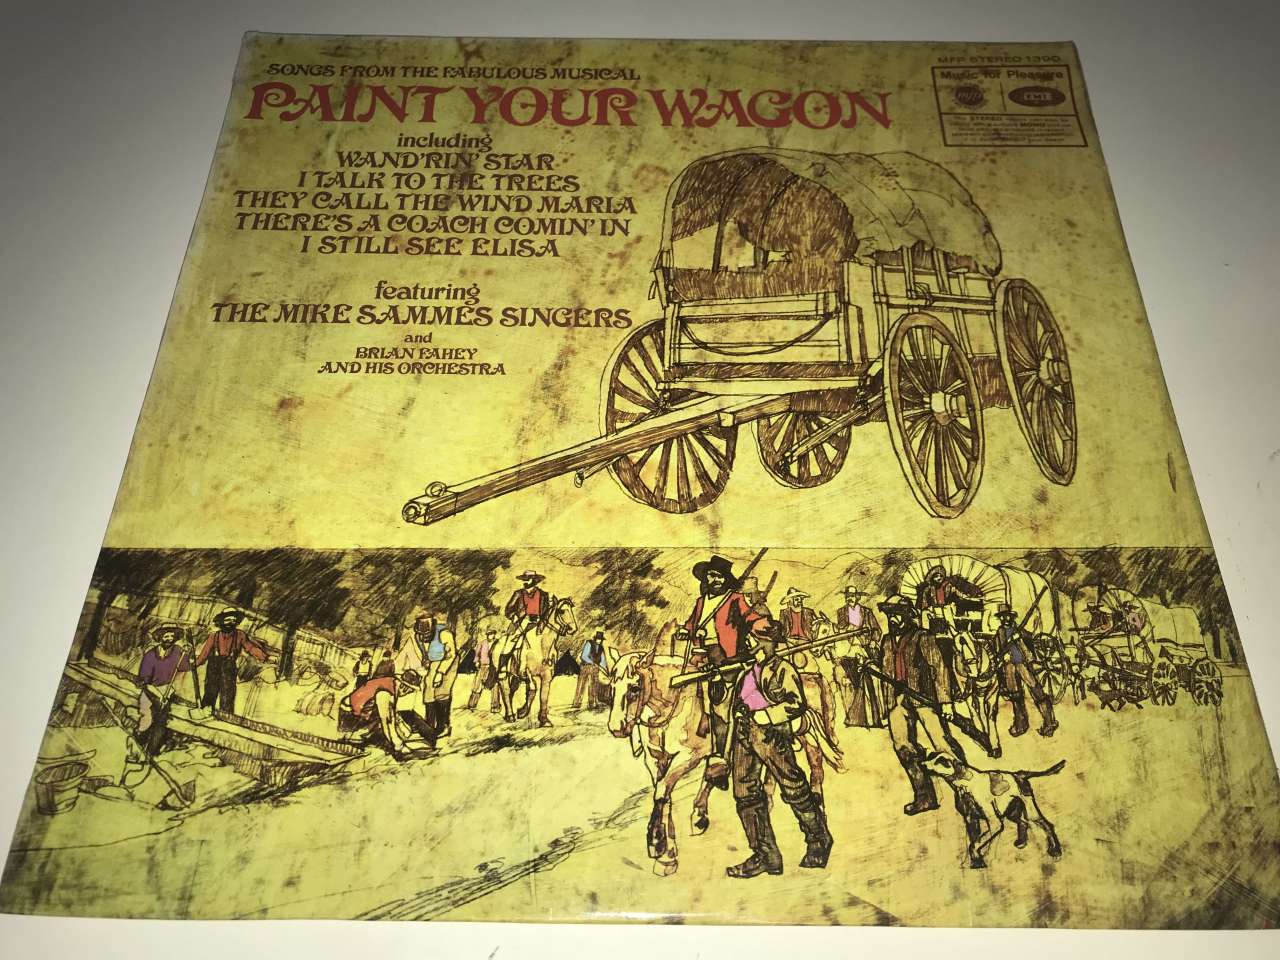 SONGS FROM THE FABULOUS MUSICAL
PAINT YOUR WAGON
including
WAND'RIN' STAR
I TALK TO THE TREES
THEY CALL THE WIND MARIA
THERE'S A COACH COMIN' IN
I STILL SEE ELISA
featuring
THE MIKE SAMMES SINGERS
and
BRIAN FAHEY
AND HIS ORCHESTRA
MFP STEREO 1390
Music for Pleasure
mfp
EMI